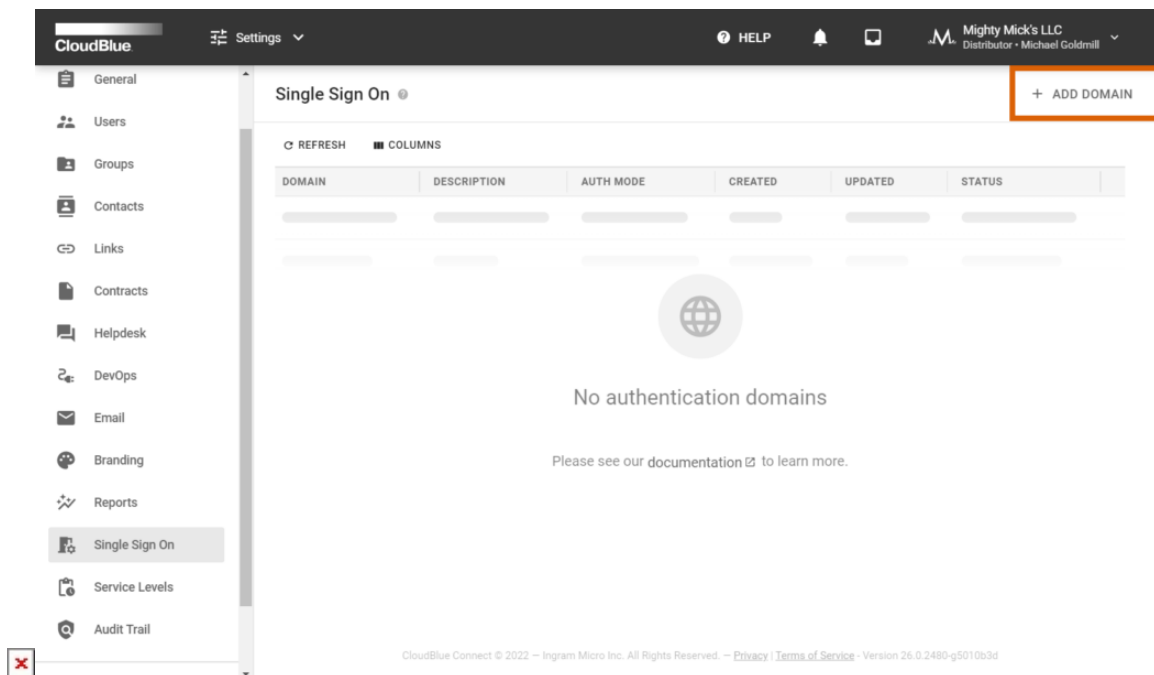 CloudBlue.
Settings
HELP
Mighty Mick's LLC
Distributor • Michael Goldmill
General
Users
Groups
Contacts
Links
Contracts
Helpdesk
DevOps
Email
Branding
Reports
Single Sign On
Service Levels
Audit Trail
Single Sign On
+ ADD DOMAIN
REFRESH COLUMNS
DOMAIN DESCRIPTION AUTH MODE CREATED UPDATED STATUS
No authentication domains
Please see our documentation to learn more.
CloudBlue Connect © 2022 — Ingram Micro Inc. All Rights Reserved. — Privacy | Terms of Service - Version 26.0.2480-g5010b3d